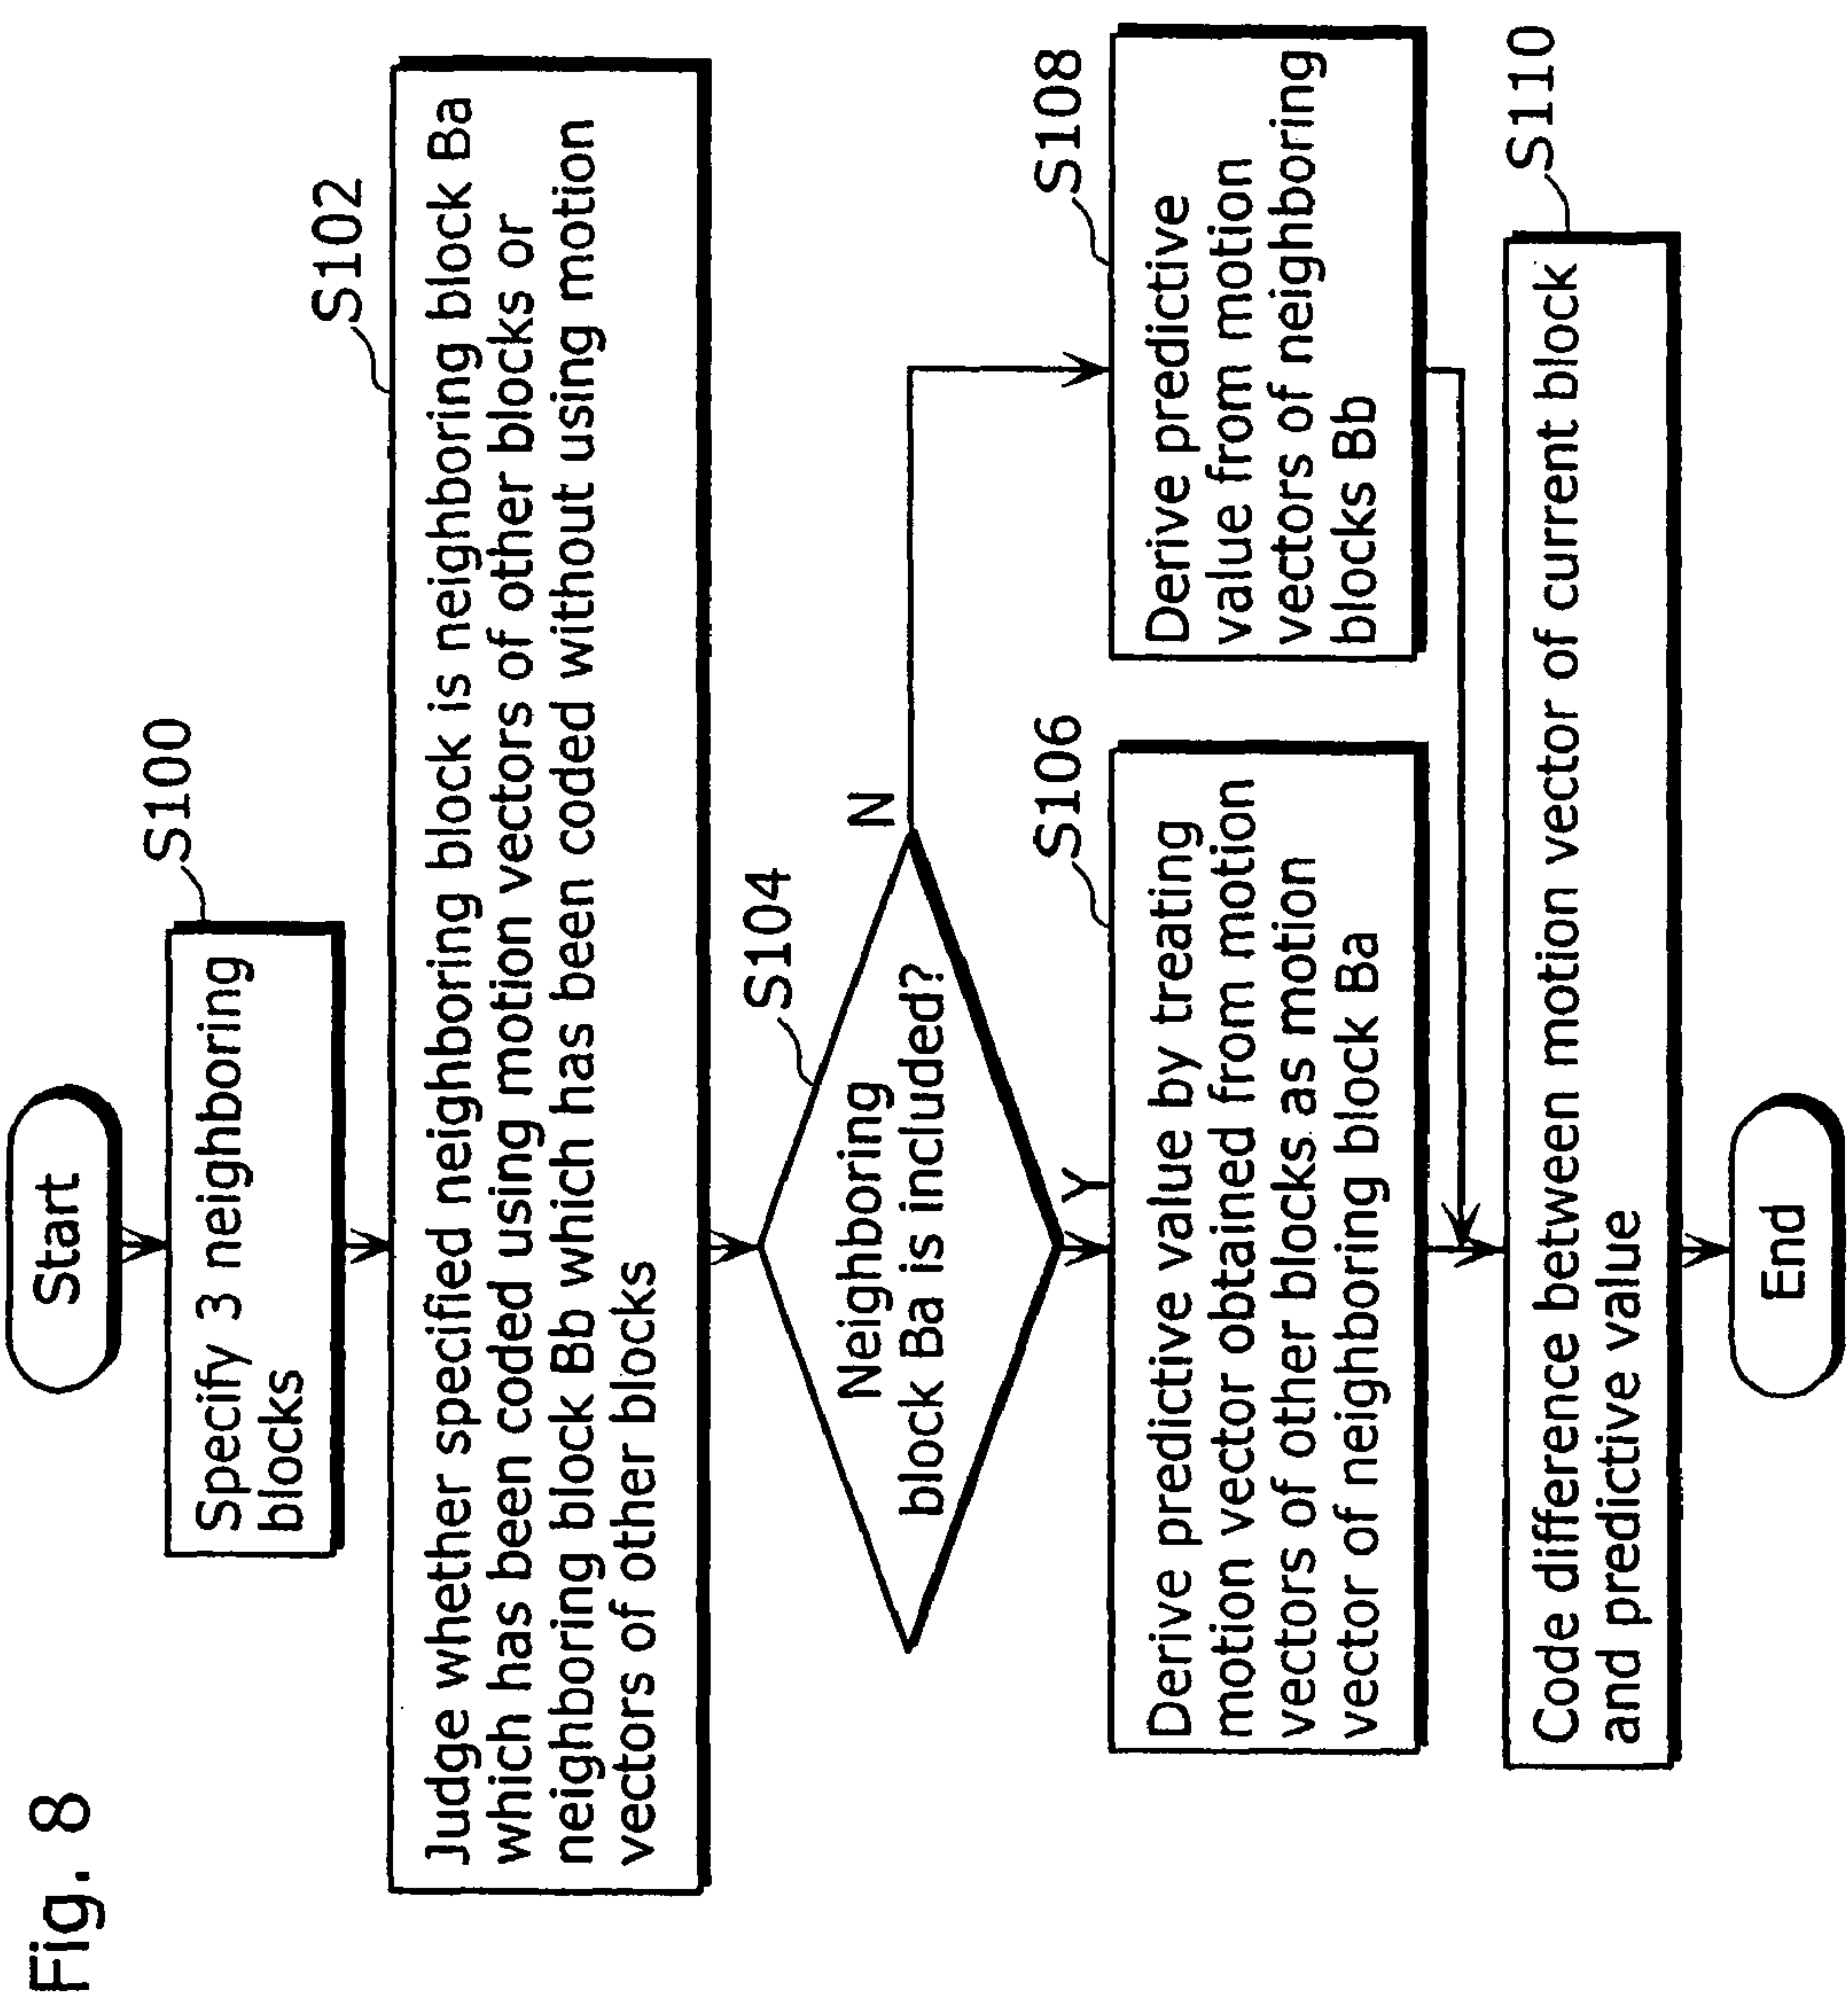 Fig. 8
Start
S100
Specify 3 neighboring
blocks
S102
Judge whether specified neighboring block is neighboring block Ba
which has been coded using motion vectors of other blocks or
neighboring block Bb which has been coded without using motion
vectors of other blocks
S104
Neighboring
block Ba is included?
N
Y
S106
Derive predictive value by treating
motion vector obtained from motion
vectors of other blocks as motion
vector of neighboring block Ba
S108
Derive predictive
value from motion
vectors of neighboring
blocks Bb
S110
Code difference between motion vector of current block
and predictive value
End